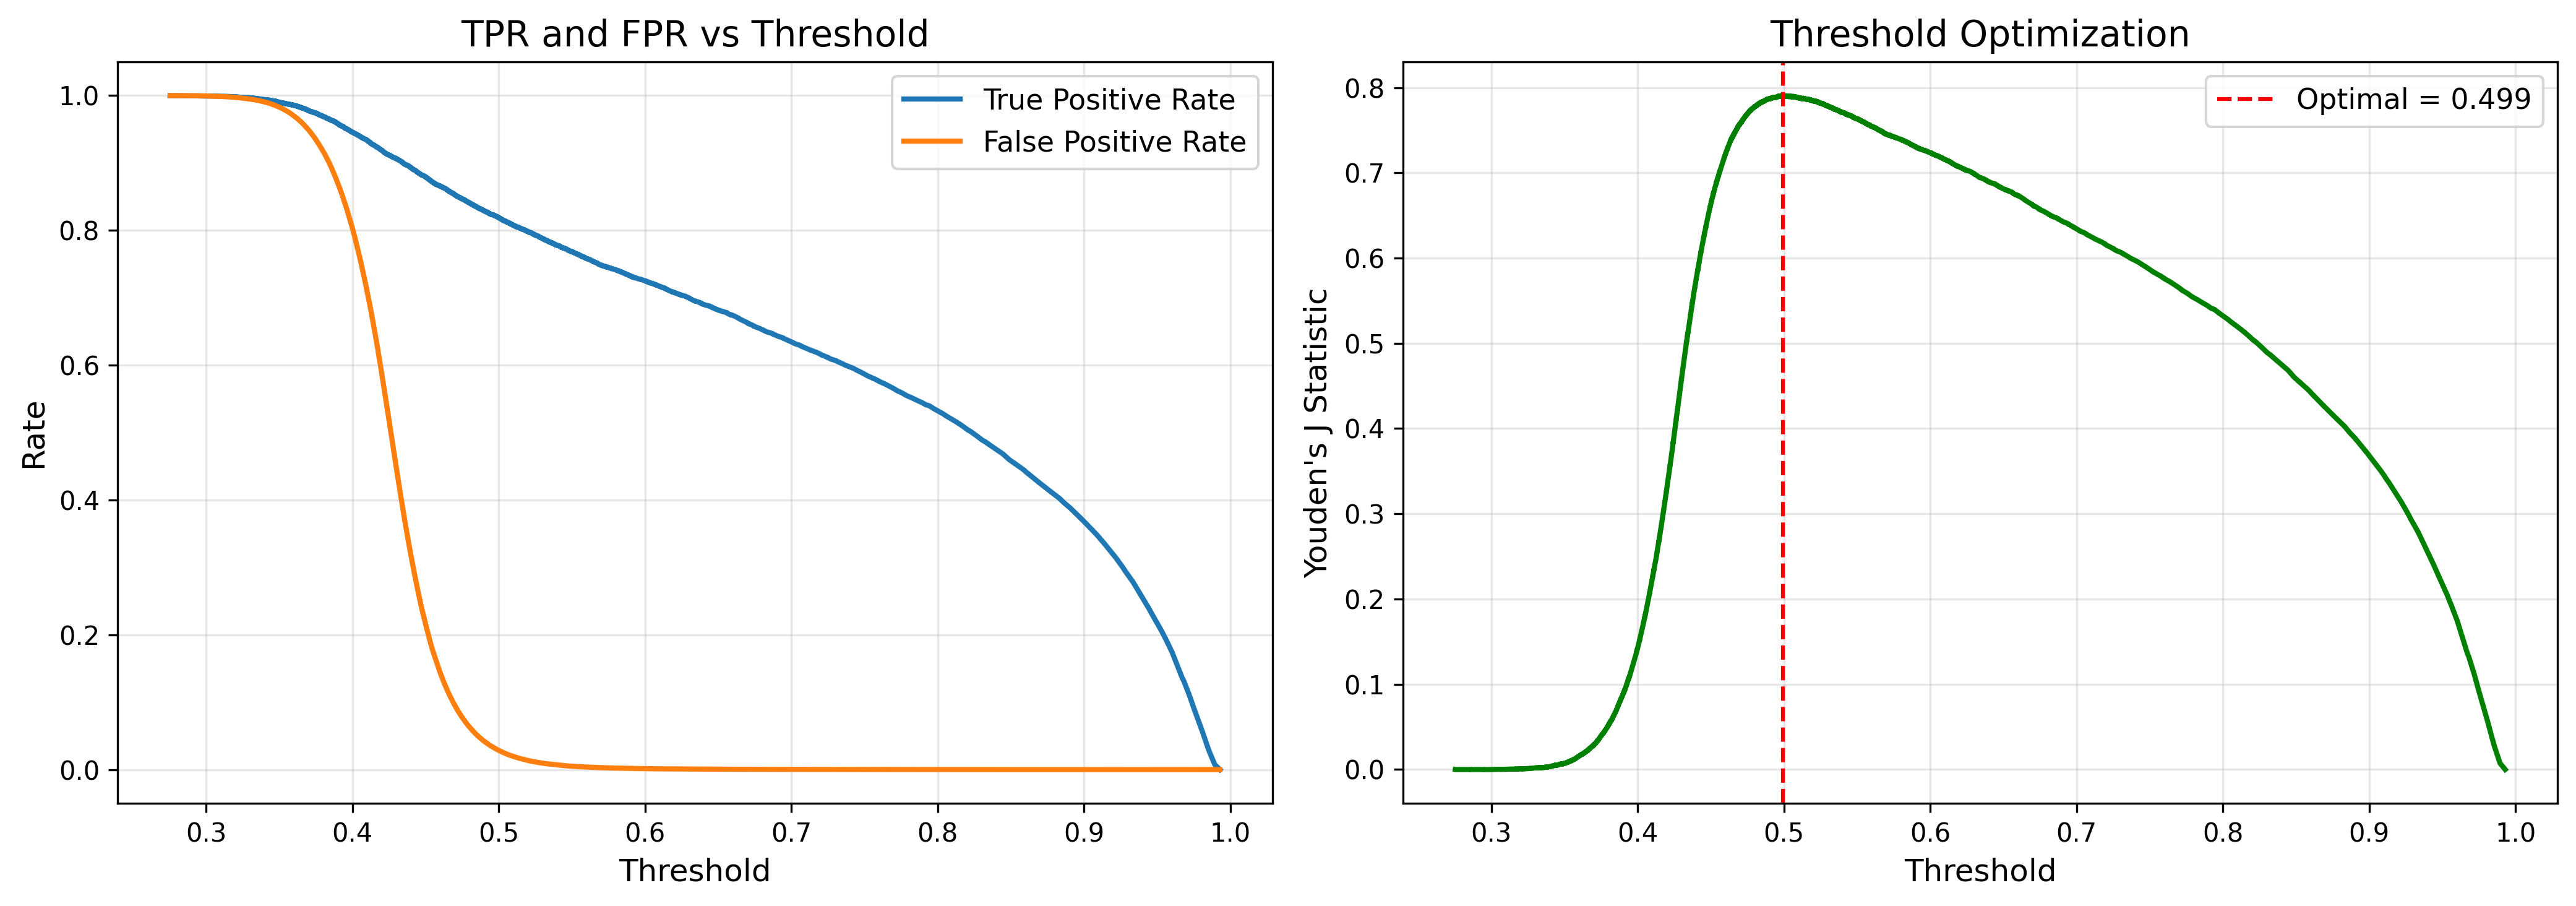 TPR and FPR vs Threshold
True Positive Rate
False Positive Rate
Rate
1.0
0.8
0.6
0.4
0.2
0.0
0.3 0.4 0.5 0.6 0.7 0.8 0.9 1.0
Threshold
Threshold Optimization
Optimal = 0.499
Youden's J Statistic
0.8
0.7
0.6
0.5
0.4
0.3
0.2
0.1
0.0
0.3 0.4 0.5 0.6 0.7 0.8 0.9 1.0
Threshold